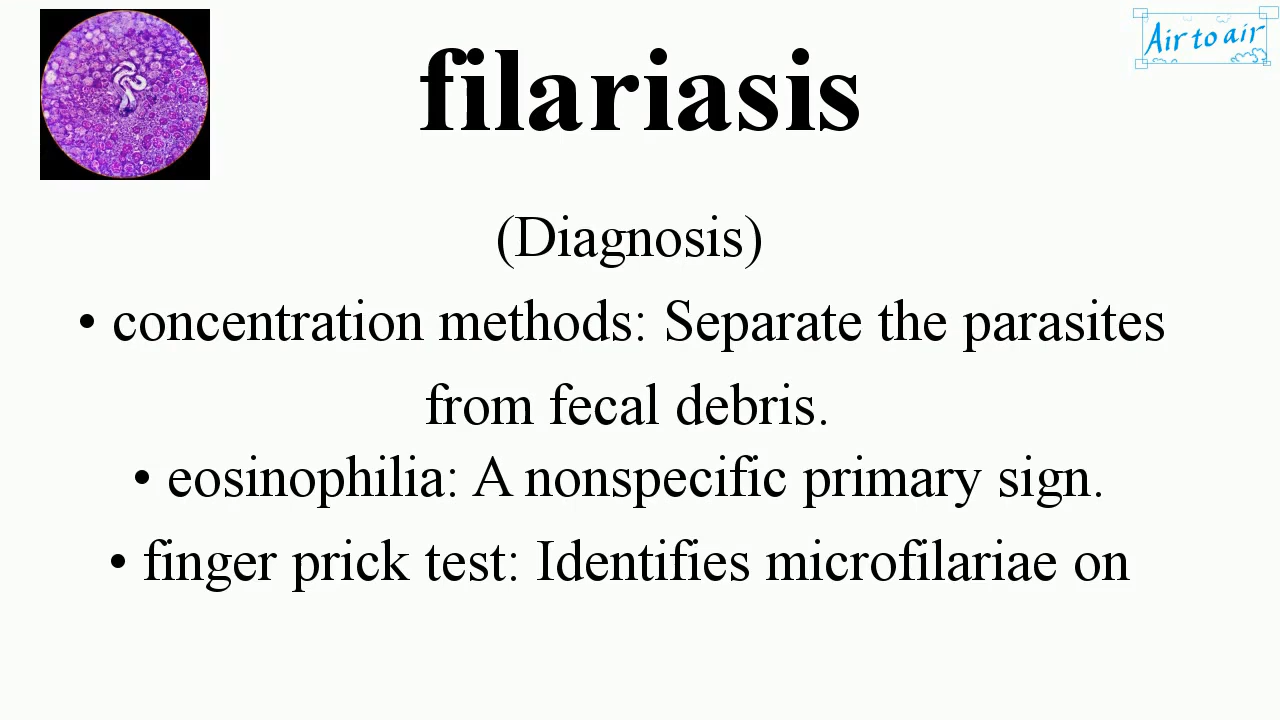 Air to air
filariasis
(Diagnosis)
• concentration methods: Separate the parasites
from fecal debris.
• eosinophilia: A nonspecific primary sign.
• finger prick test: Identifies microfilariae on